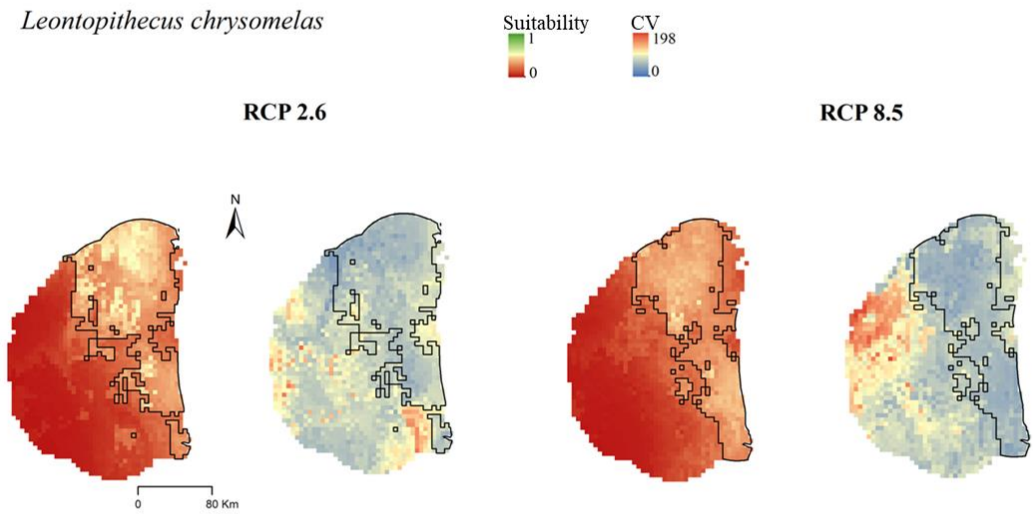 Leontopithecus chrysomelas
Suitability
1
0
CV
198
0
RCP 2.6
RCP 8.5
N
0 80 Km